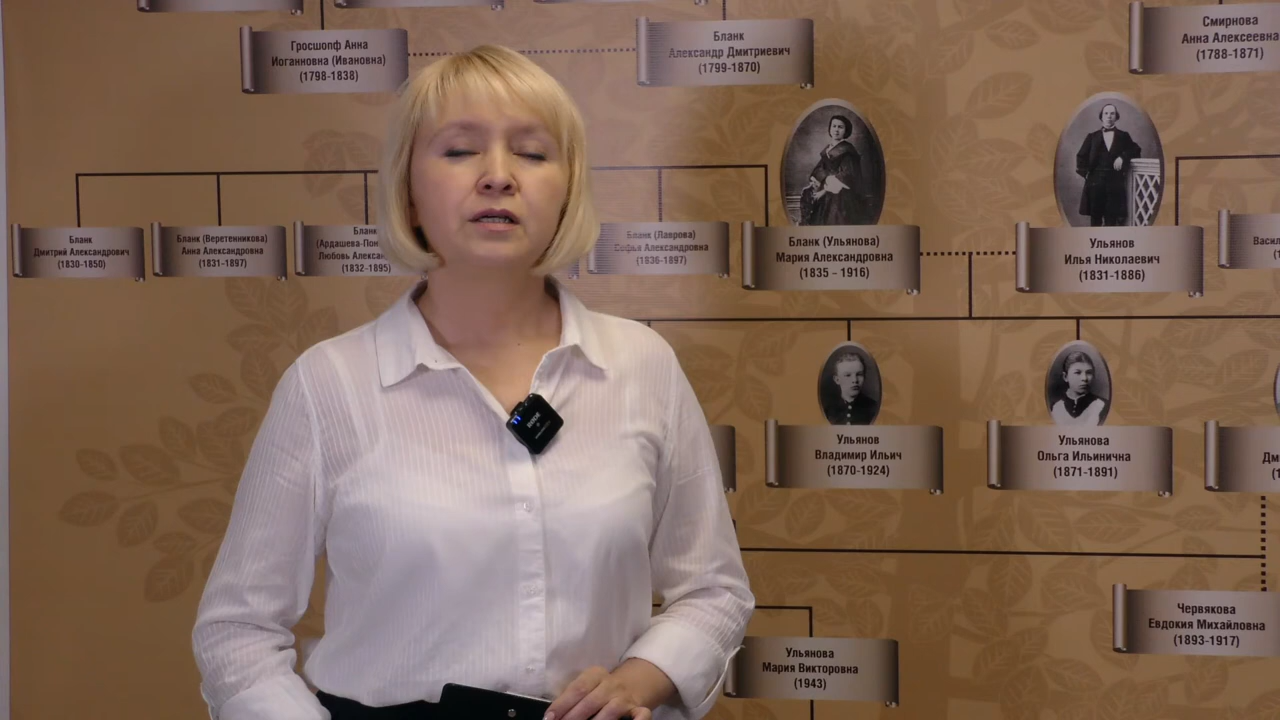 Гросшопф Анна
Иоганновна (Ивановна)
(1798-1838)
Бланк
Александр Дмитриевич
(1799-1870)
Смирнова
Анна Алексеевна
(1788-1871)
Бланк
Дмитрий Александрович
(1830-1850)
Бланк (Веретенникова)
Анна Александровна
(1831-1897)
Бланк
Любовь
(1832-1895)
Бланк (Лаврова)
Софья Александровна
(1836-1897)
Бланк (Ульянова)
Мария Александровна
(1835 - 1916)
Ульянов
Илья Николаевич
(1831-1886)
Ульянов
Владимир Ильич
(1870-1924)
Ульянова
Ольга Ильинична
(1871-1891)
Червякова
Евдокия Михайловна
(1893-1917)
Ульянова
Мария Викторовна
(1943)